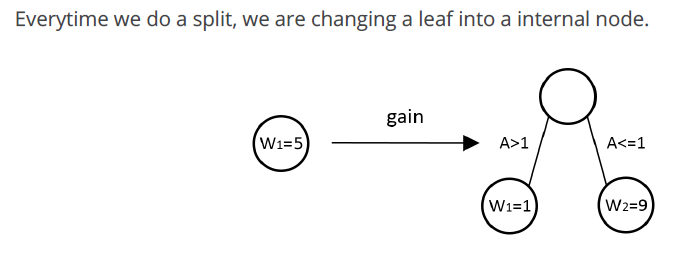 Everytime we do a split, we are changing a leaf into a internal node.
gain
W1=5
A>1
A<=1
W1=1
W2=9